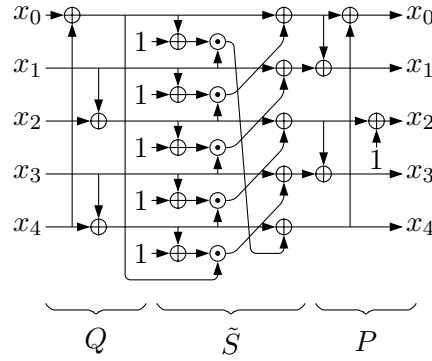 x₀ x₀
1
x₁ x₁
1
x₂ x₂
1 1
x₃ x₃
1
x₄ x₄
1
Q S̃ P